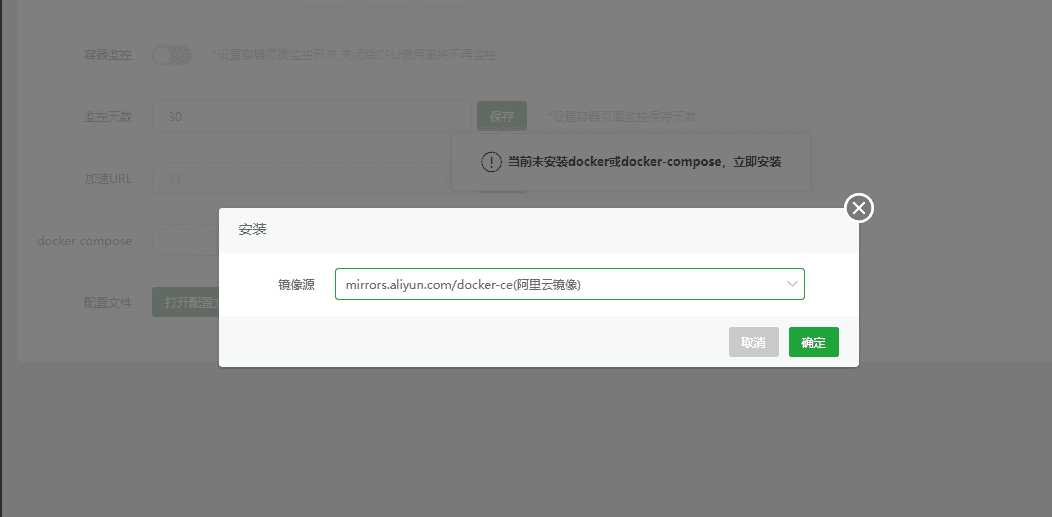 容器监控 *设置容器页面监控开关,关闭后CPU使用率将不再监控
监控天数 30 保存 *设置容器页面监控保存天数
当前未安装docker或docker-compose，立即安装
加速URL 11
安装
docker compose
镜像源 mirrors.aliyun.com/docker-ce(阿里云镜像)
配置文件 打开配置文
取消 确定